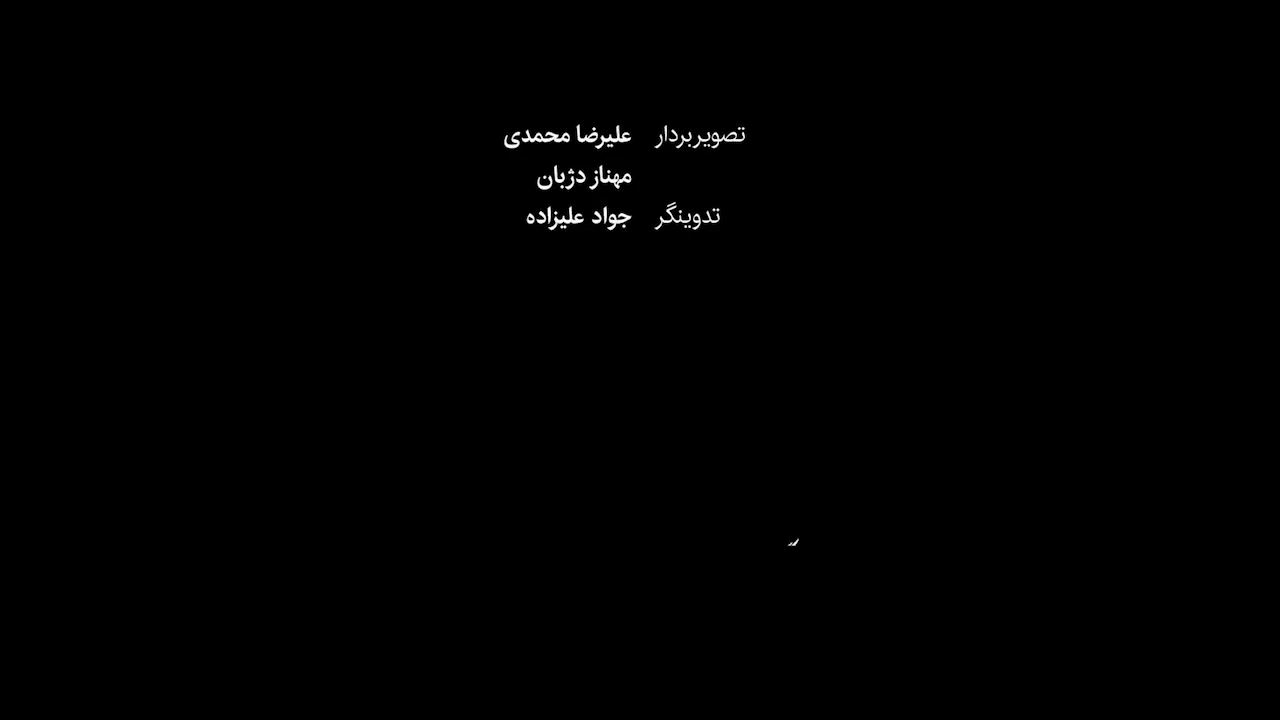 تصویربردار علیرضا محمدی
مهناز دژبان
تدوینگر جواد علیزاده